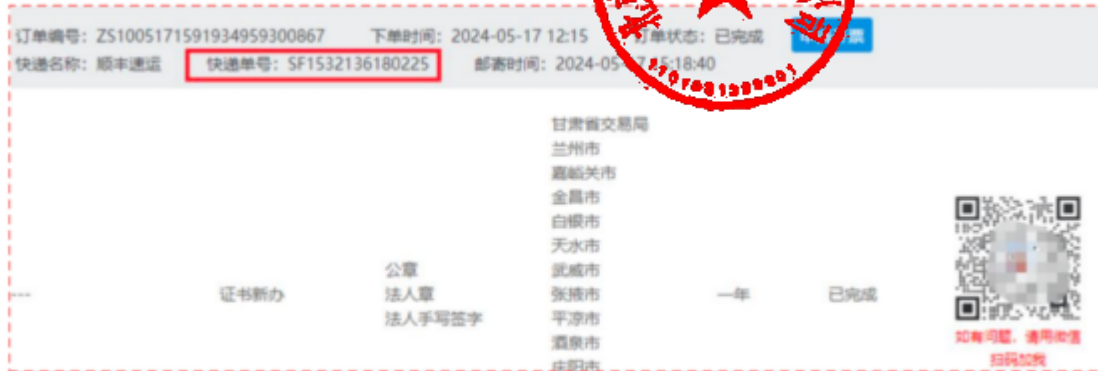 订单编号：ZS1005171591934959300867 下单时间：2024-05-17 12:15 订单状态：已完成
快递名称：顺丰速运 快递单号：SF1532136180225 邮寄时间：2024-05-17 15:18:40
甘肃省交易局
兰州市
嘉峪关市
金昌市
白银市
天水市
公章 武威市
---- 证书新办 法人章 张掖市 一年 已完成
法人手写签字 平凉市
酒泉市
庆阳市
如有问题，请用微信
扫码加我